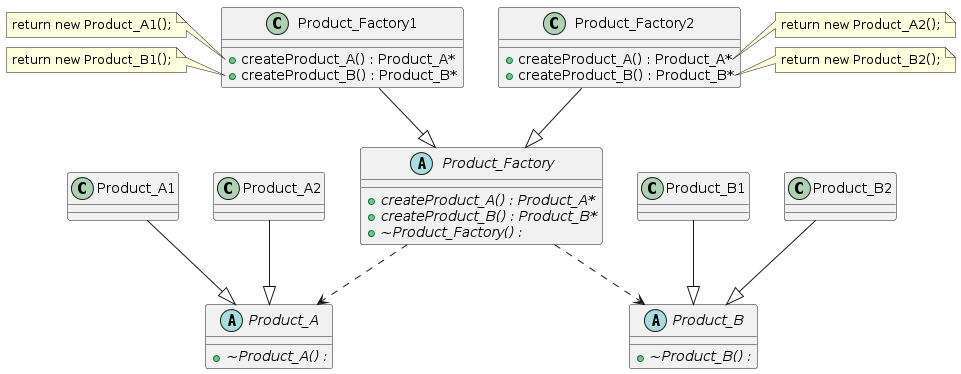 return new Product_A1();
return new Product_B1();
C Product_Factory1
createProduct_A() : Product_A*
createProduct_B() : Product_B*
C Product_Factory2
createProduct_A() : Product_A*
createProduct_B() : Product_B*
return new Product_A2();
return new Product_B2();
C Product_A1
C Product_A2
A Product_Factory
createProduct_A() : Product_A*
createProduct_B() : Product_B*
~Product_Factory() :
C Product_B1
C Product_B2
A Product_A
~Product_A() :
A Product_B
~Product_B() :